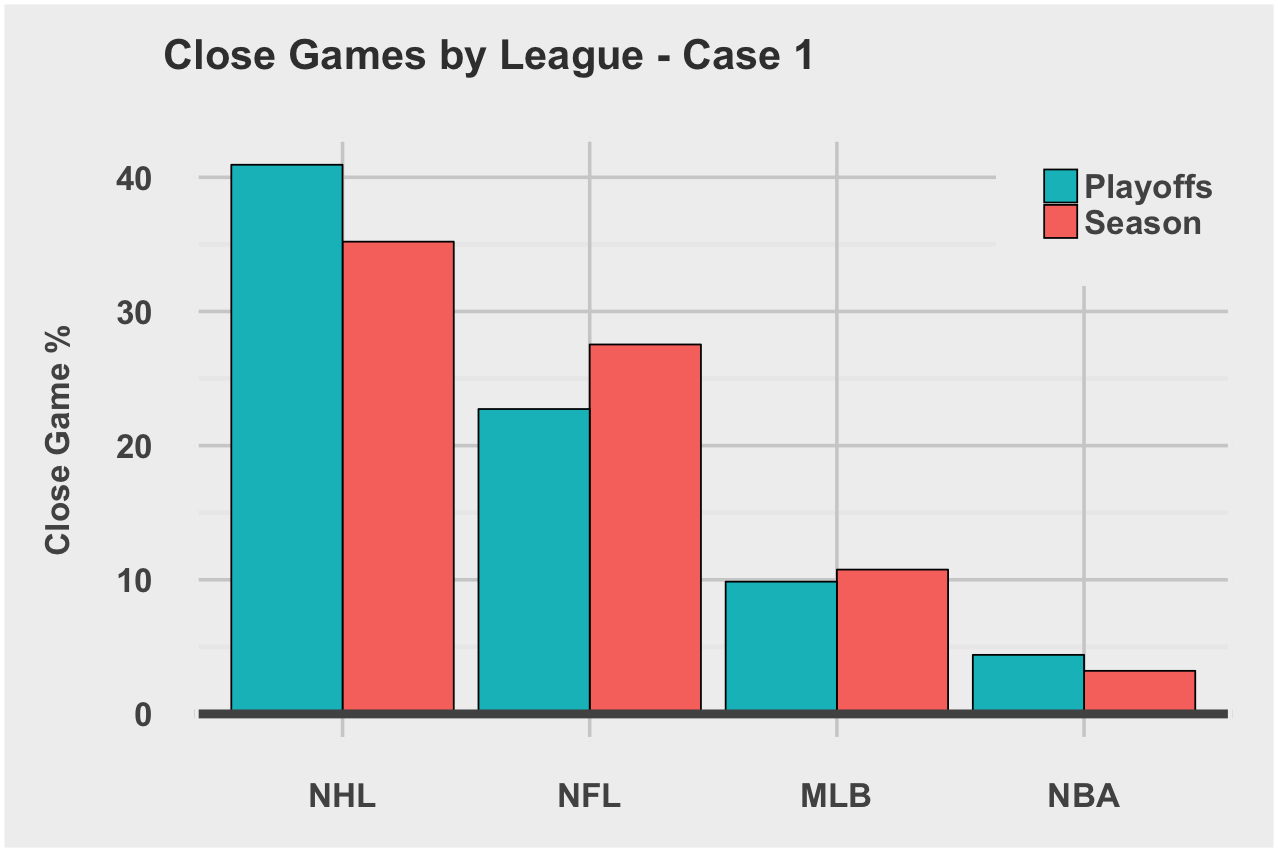 Close Games by League - Case 1
Playoffs
Season
Close Game %
40
30
20
10
0
NHL NFL MLB NBA